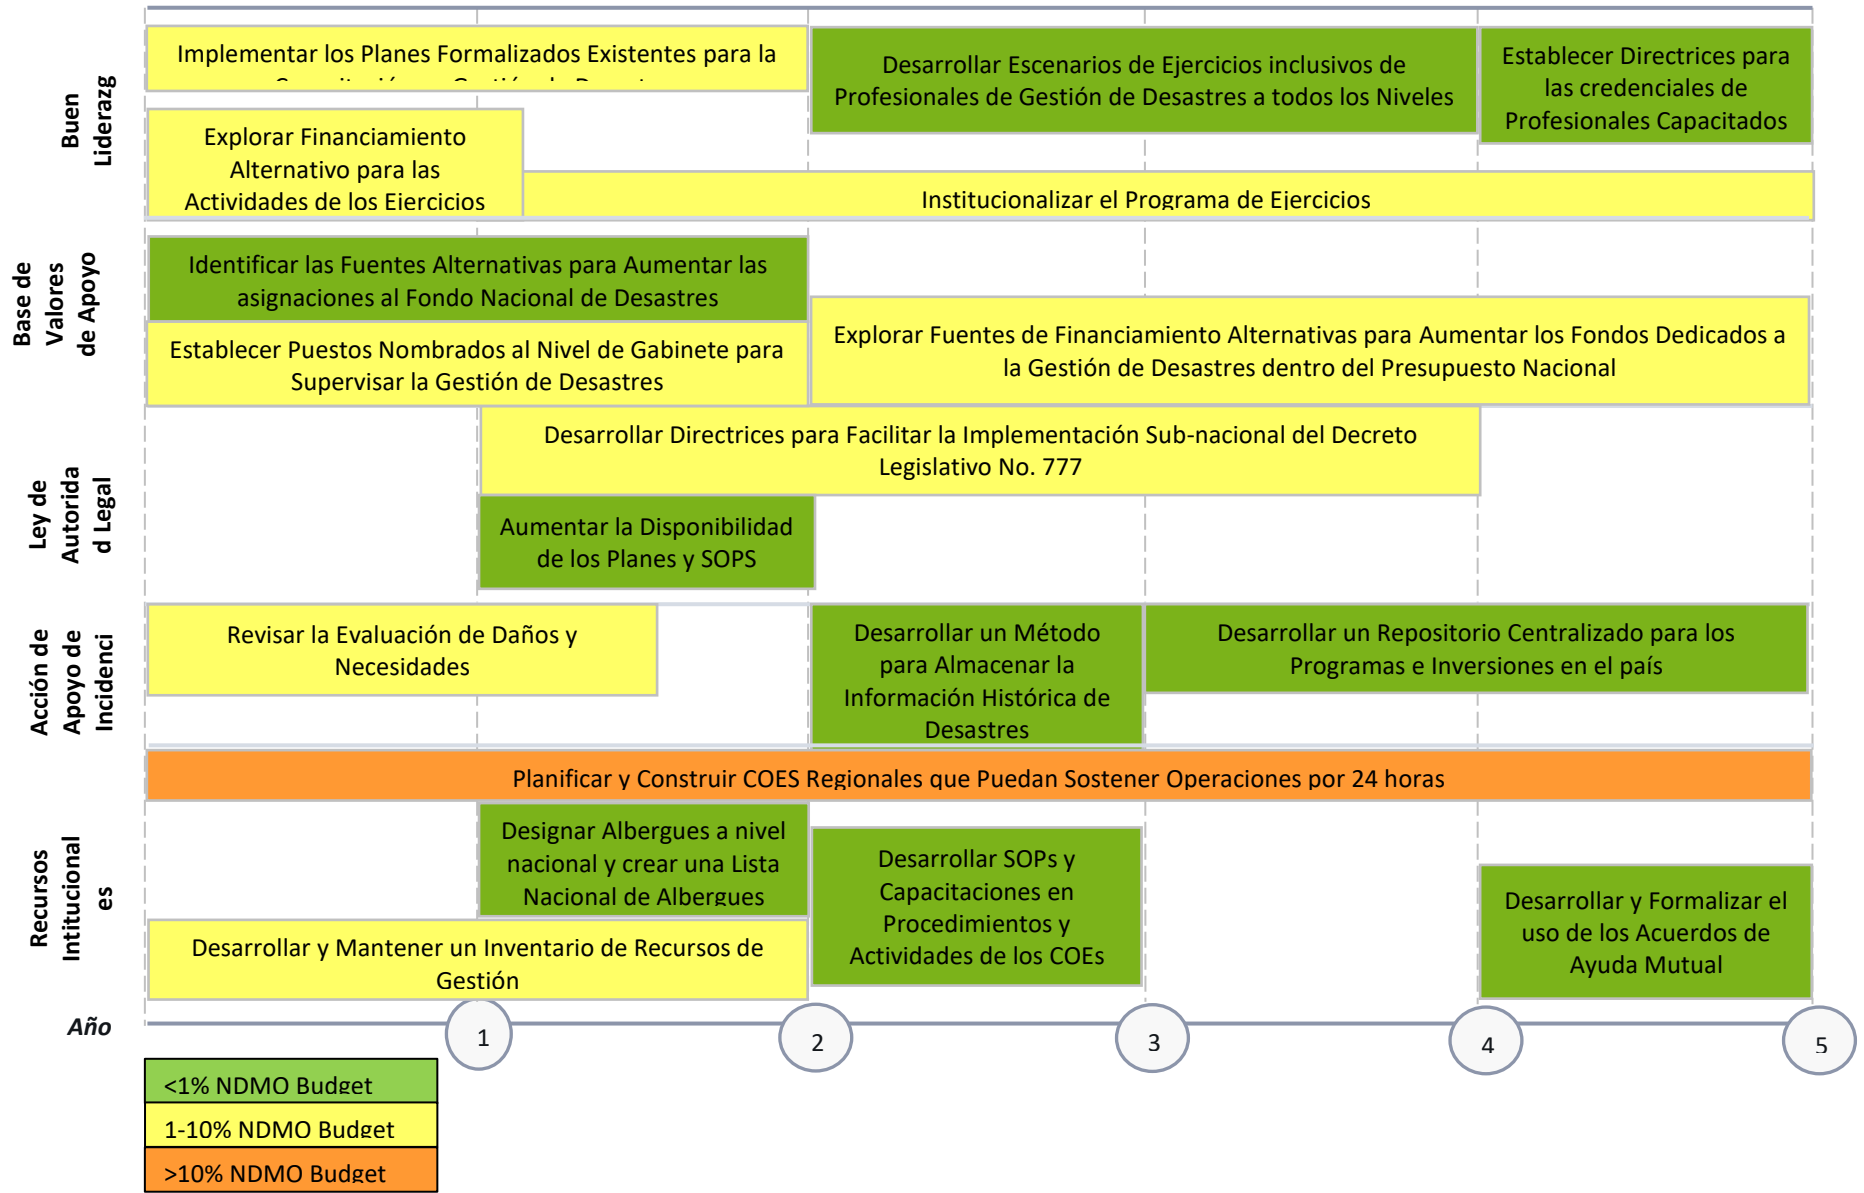 Buen
Liderazg
Implementar los Planes Formalizados Existentes para la
Desarrollar Escenarios de Ejercicios inclusivos de
Profesionales de Gestión de Desastres a todos los Niveles
Establecer Directrices para
las credenciales de
Profesionales Capacitados
Explorar Financiamiento
Alternativo para las
Actividades de los Ejercicios
Institucionalizar el Programa de Ejercicios
Base de
Valores
de Apoyo
Identificar las Fuentes Alternativas para Aumentar las
asignaciones al Fondo Nacional de Desastres
Establecer Puestos Nombrados al Nivel de Gabinete para
Supervisar la Gestión de Desastres
Explorar Fuentes de Financiamiento Alternativas para Aumentar los Fondos Dedicados a
la Gestión de Desastres dentro del Presupuesto Nacional
Ley de
Autorida
d Legal
Desarrollar Directrices para Facilitar la Implementación Sub-nacional del Decreto
Legislativo No. 777
Aumentar la Disponibilidad
de los Planes y SOPS
Acción de
Apoyo de
Incidenci
Revisar la Evaluación de Daños y
Necesidades
Desarrollar un Método
para Almacenar la
Información Histórica de
Desastres
Desarrollar un Repositorio Centralizado para los
Programas e Inversiones en el país
Planificar y Construir COES Regionales que Puedan Sostener Operaciones por 24 horas
Recursos
Intitucional
es
Designar Albergues a nivel
nacional y crear una Lista
Nacional de Albergues
Desarrollar y Mantener un Inventario de Recursos de
Gestión
Desarrollar SOPs y
Capacitaciones en
Procedimientos y
Actividades de los COEs
Desarrollar y Formalizar el
uso de los Acuerdos de
Ayuda Mutual
Año
1
2
3
4
5
<1% NDMO Budget
1-10% NDMO Budget
>10% NDMO Budget